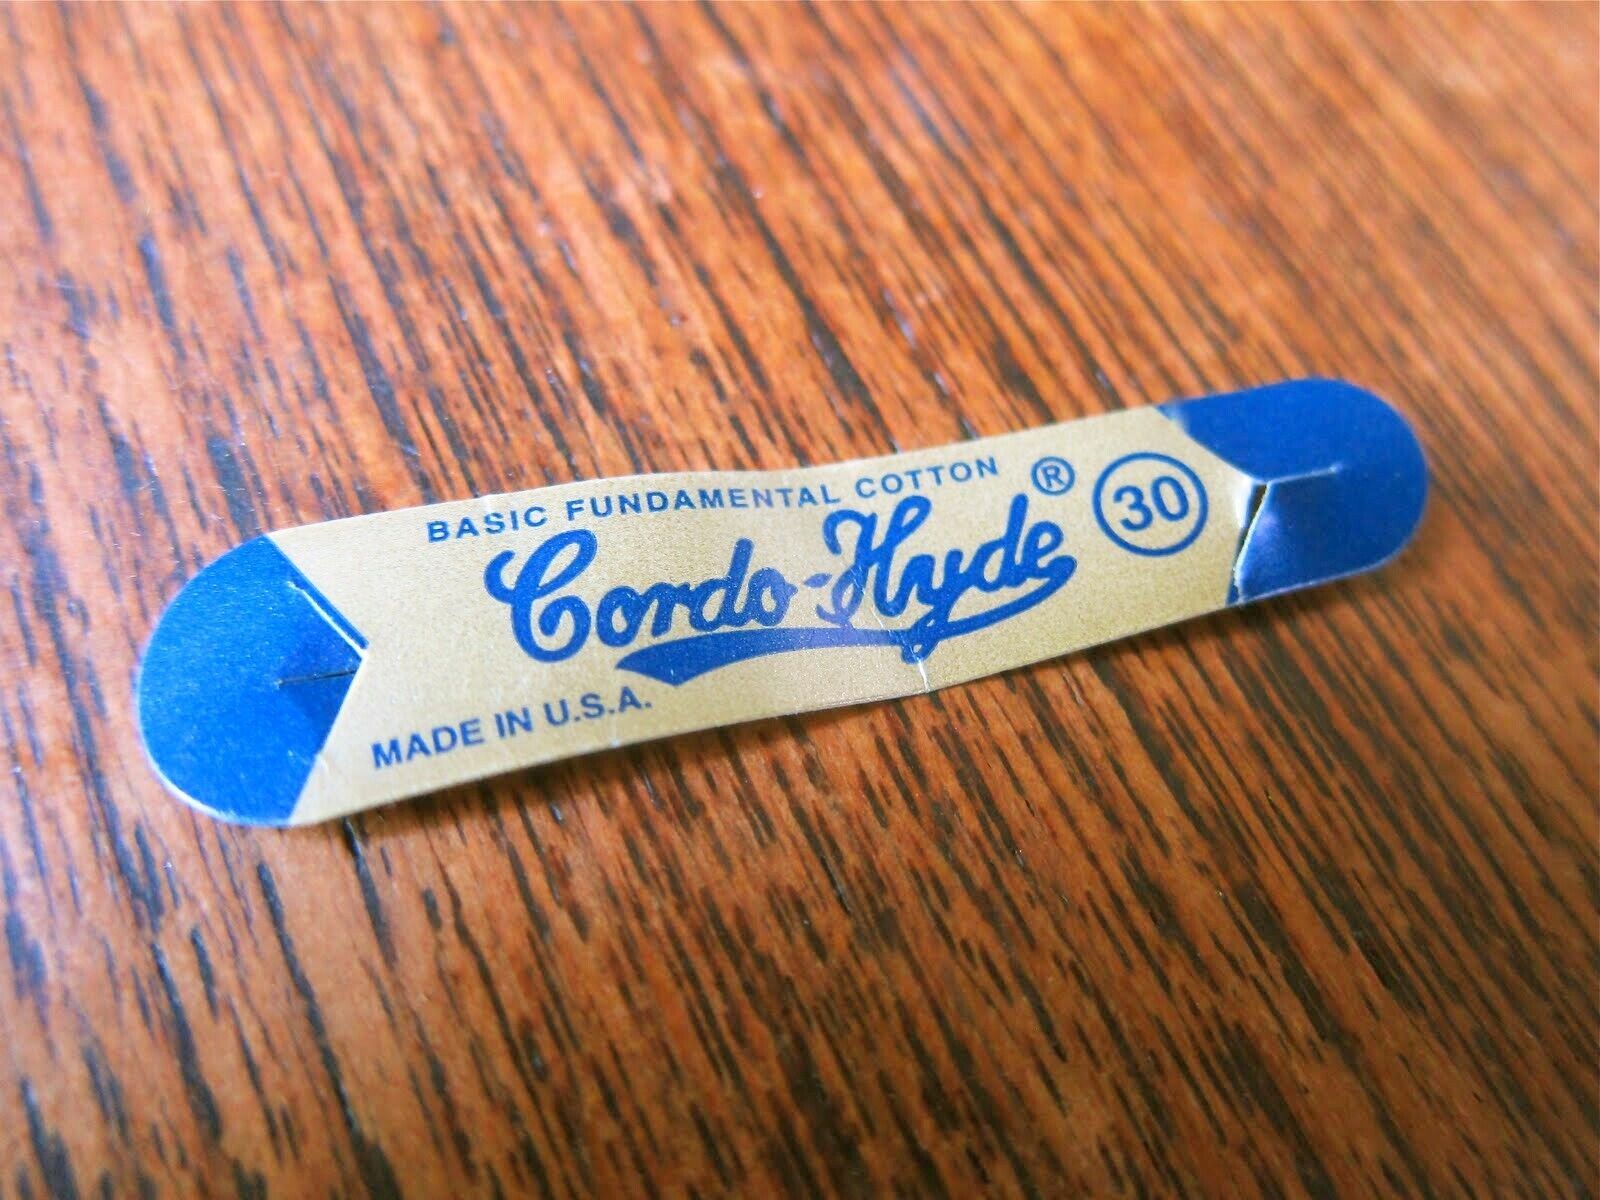 BASIC FUNDAMENTAL COTTON
Cordo-Hyde® 30
MADE IN U.S.A.